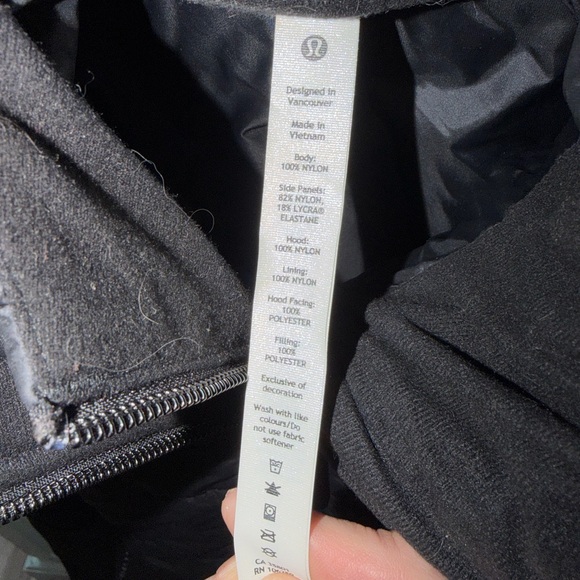 Designed in
Vancouver
Made in
Vietnam
Body:
100% NYLON
Side Panels:
82% NYLON,
18% LYCRA®
ELASTANE
Hood:
100% NYLON
Lining:
100% NYLON
Hood Facing:
100%
POLYESTER
Filling:
100%
POLYESTER
Exclusive of
decoration
Wash with like
colours/Do
not use fabric
softener
CA
RN